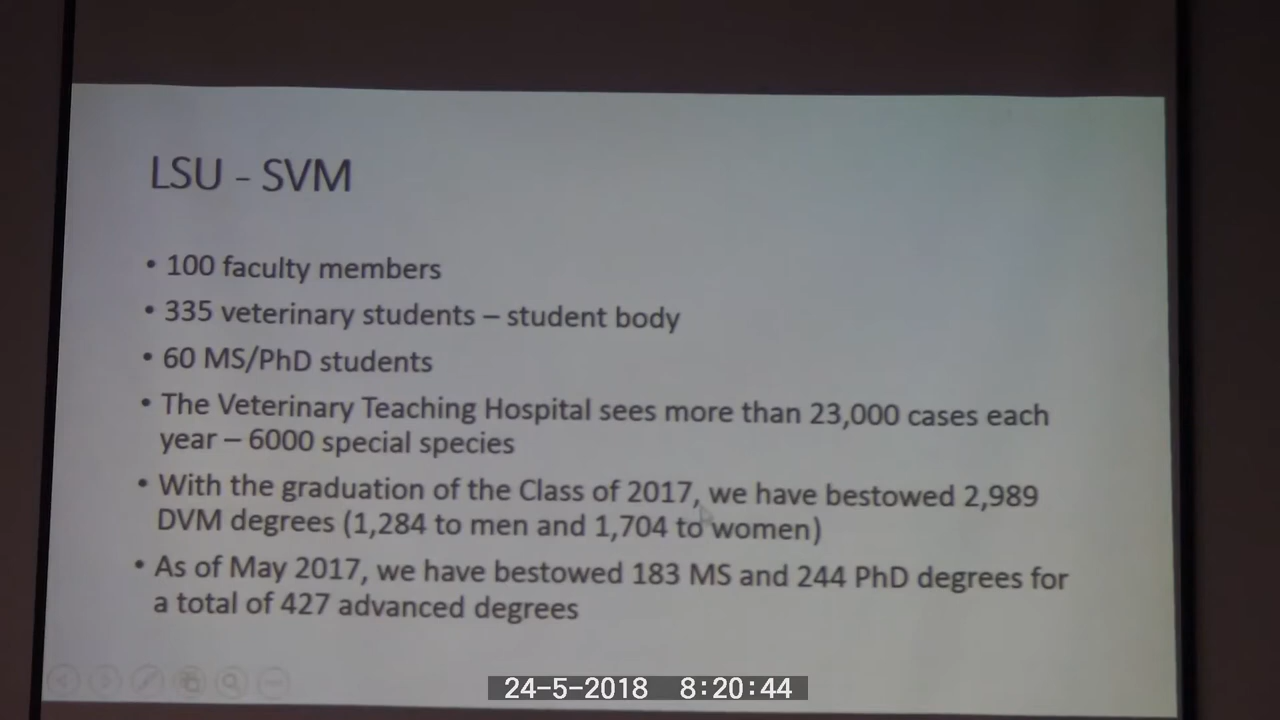 LSU - SVM
• 100 faculty members
• 335 veterinary students – student body
• 60 MS/PhD students
• The Veterinary Teaching Hospital sees more than 23,000 cases each
year – 6000 special species
• With the graduation of the Class of 2017, we have bestowed 2,989
DVM degrees (1,284 to men and 1,704 to women)
• As of May 2017, we have bestowed 183 MS and 244 PhD degrees for
a total of 427 advanced degrees
24-5-2018 8:20:44